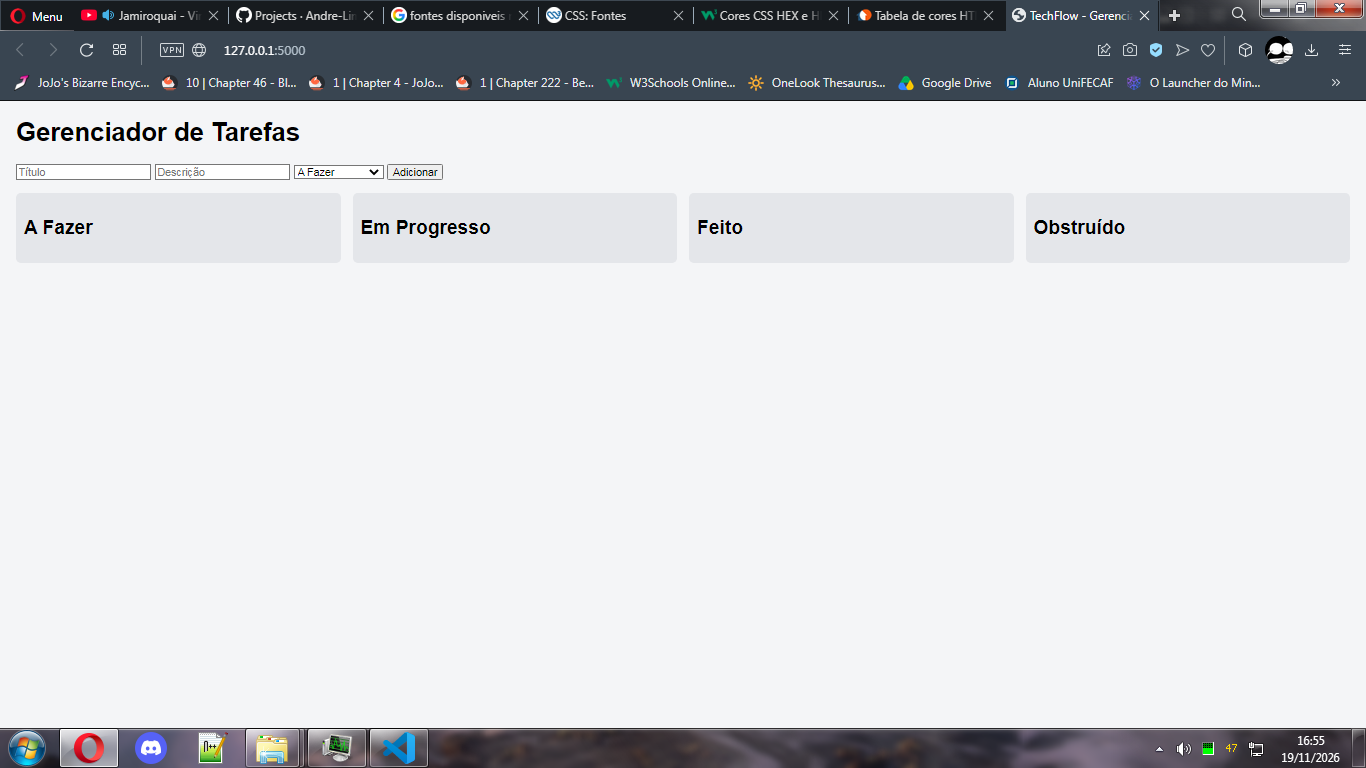 Menu
Jamiroquai - Vi
Projects · Andre-Lin
fontes disponiveis
CSS: Fontes
Cores CSS HEX e H
Tabela de cores HT
TechFlow - Gerenci
VPN
127.0.0.1:5000
JoJo's Bizarre Encyc...
10 | Chapter 46 - Bl...
1 | Chapter 4 - JoJo...
1 | Chapter 222 - Be...
W3Schools Online...
OneLook Thesaurus...
Google Drive
Aluno UniFECAF
O Launcher do Min...
»
Gerenciador de Tarefas
Título
Descrição
A Fazer
Adicionar
A Fazer
Em Progresso
Feito
Obstruído
47
16:55
19/11/2026